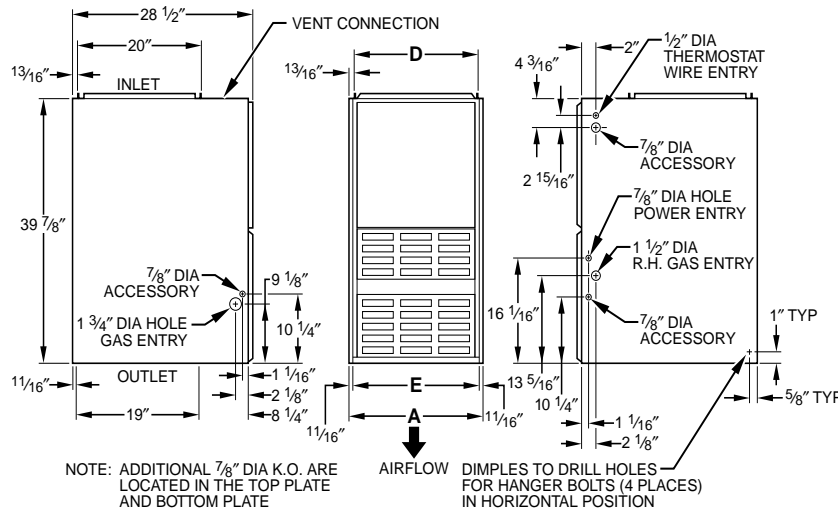 28 1⁄2″
VENT CONNECTION
20″
13⁄16″
INLET
39 7⁄8″
7⁄8″ DIA
ACCESSORY
9 1⁄8″
1 3⁄4″ DIA HOLE
GAS ENTRY
10 1⁄4″
11⁄16″
OUTLET
1 1⁄16″
2 1⁄8″
19″
8 1⁄4″
NOTE: ADDITIONAL 7⁄8″ DIA K.O. ARE
LOCATED IN THE TOP PLATE
AND BOTTOM PLATE
D
13⁄16″
E
11⁄16″
A
11⁄16″
AIRFLOW
2″
1⁄2″ DIA
THERMOSTAT
WIRE ENTRY
4 3⁄16″
7⁄8″ DIA
ACCESSORY
2 15⁄16″
7⁄8″ DIA HOLE
POWER ENTRY
1 1⁄2″ DIA
R.H. GAS ENTRY
16 1⁄16″
7⁄8″ DIA
ACCESSORY
1″ TYP
13 5⁄16″
10 1⁄4″
1 1⁄16″
2 1⁄8″
5⁄8″ TYP
DIMPLES TO DRILL HOLES
FOR HANGER BOLTS (4 PLACES)
IN HORIZONTAL POSITION